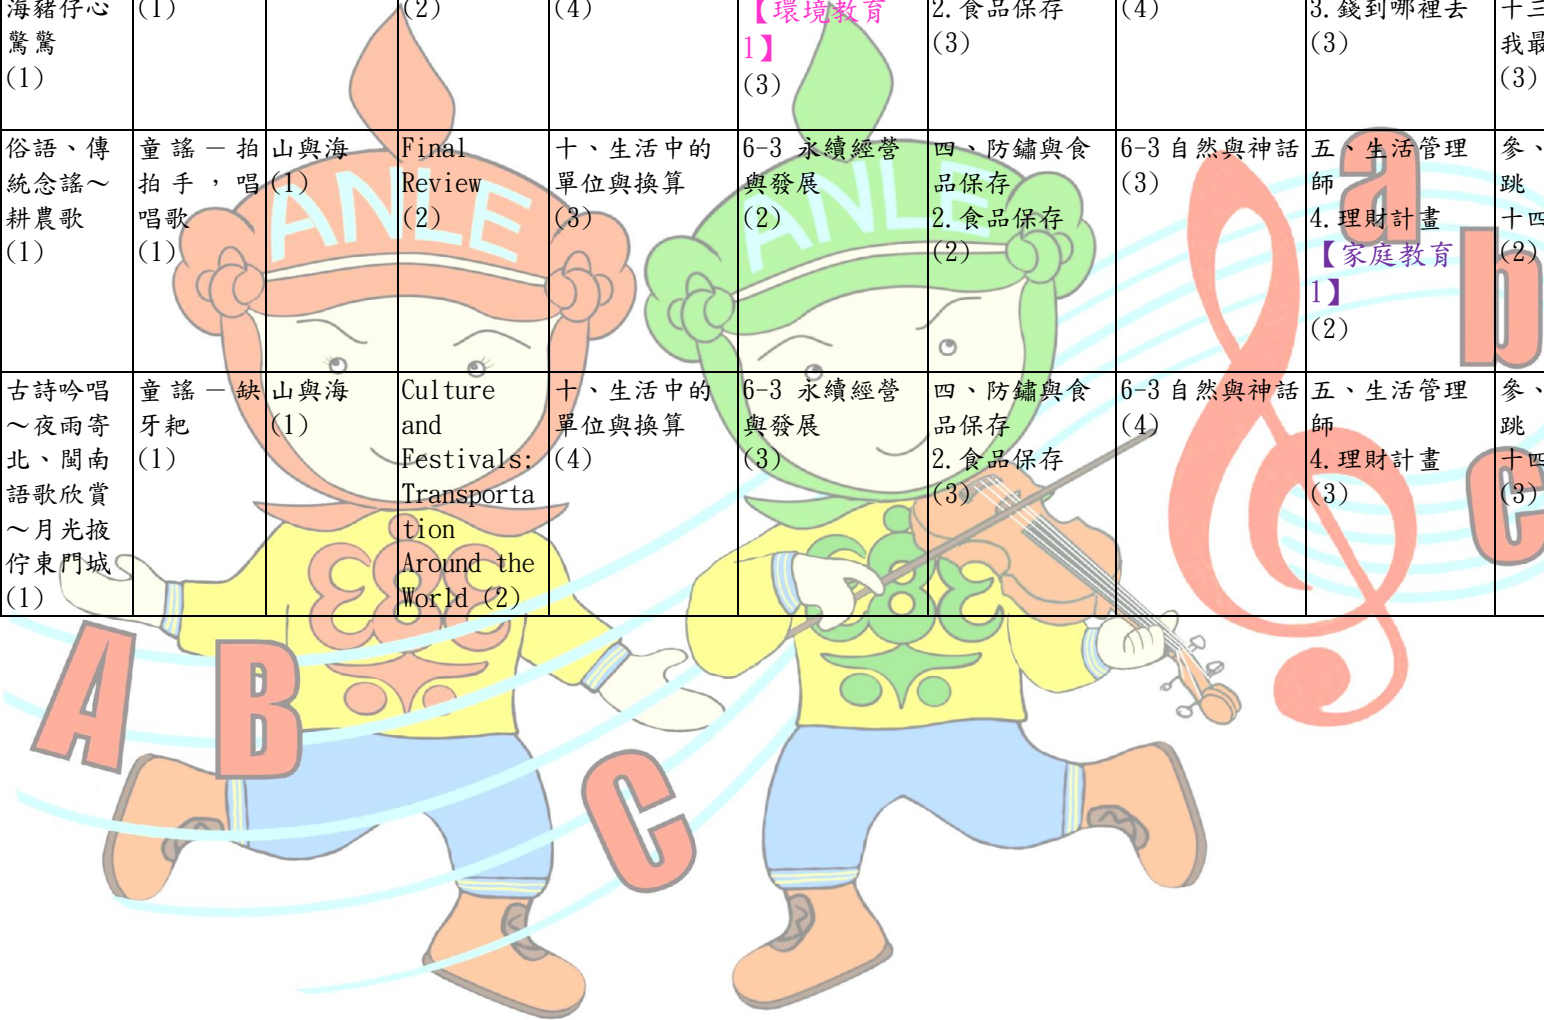 海豬仔心
驚驚
(1)
(1)
(2)
(4)
【環境教育
1】
(3)
2.食品保存
(3)
(4)
3.錢到哪裡去
(3)
十三
我最
(3)
俗語、傳
統念謠～
耕農歌
(1)
童謠－拍
拍手，唱
唱歌
(1)
山與海
(1)
Final
Review
(2)
十、生活中的
單位與換算
(3)
6-3 永續經營
與發展
(2)
四、防鏽與食
品保存
2.食品保存
(2)
6-3 自然與神話
(3)
五、生活管理
師
4.理財計畫
【家庭教育
1】
(2)
參、
跳
十四
(2)
古詩吟唱
～夜雨寄
北、閩南
語歌欣賞
～月光掖
佇東門城
(1)
童謠－缺
牙耙
(1)
山與海
(1)
Culture
and
Festivals:
Transporta
tion
Around the
World (2)
十、生活中的
單位與換算
(4)
6-3 永續經營
與發展
(3)
四、防鏽與食
品保存
2.食品保存
(3)
6-3 自然與神話
(4)
五、生活管理
師
4.理財計畫
(3)
參、
跳
十四
(3)
ANLE
ANLE
a
b
c
A
B
C